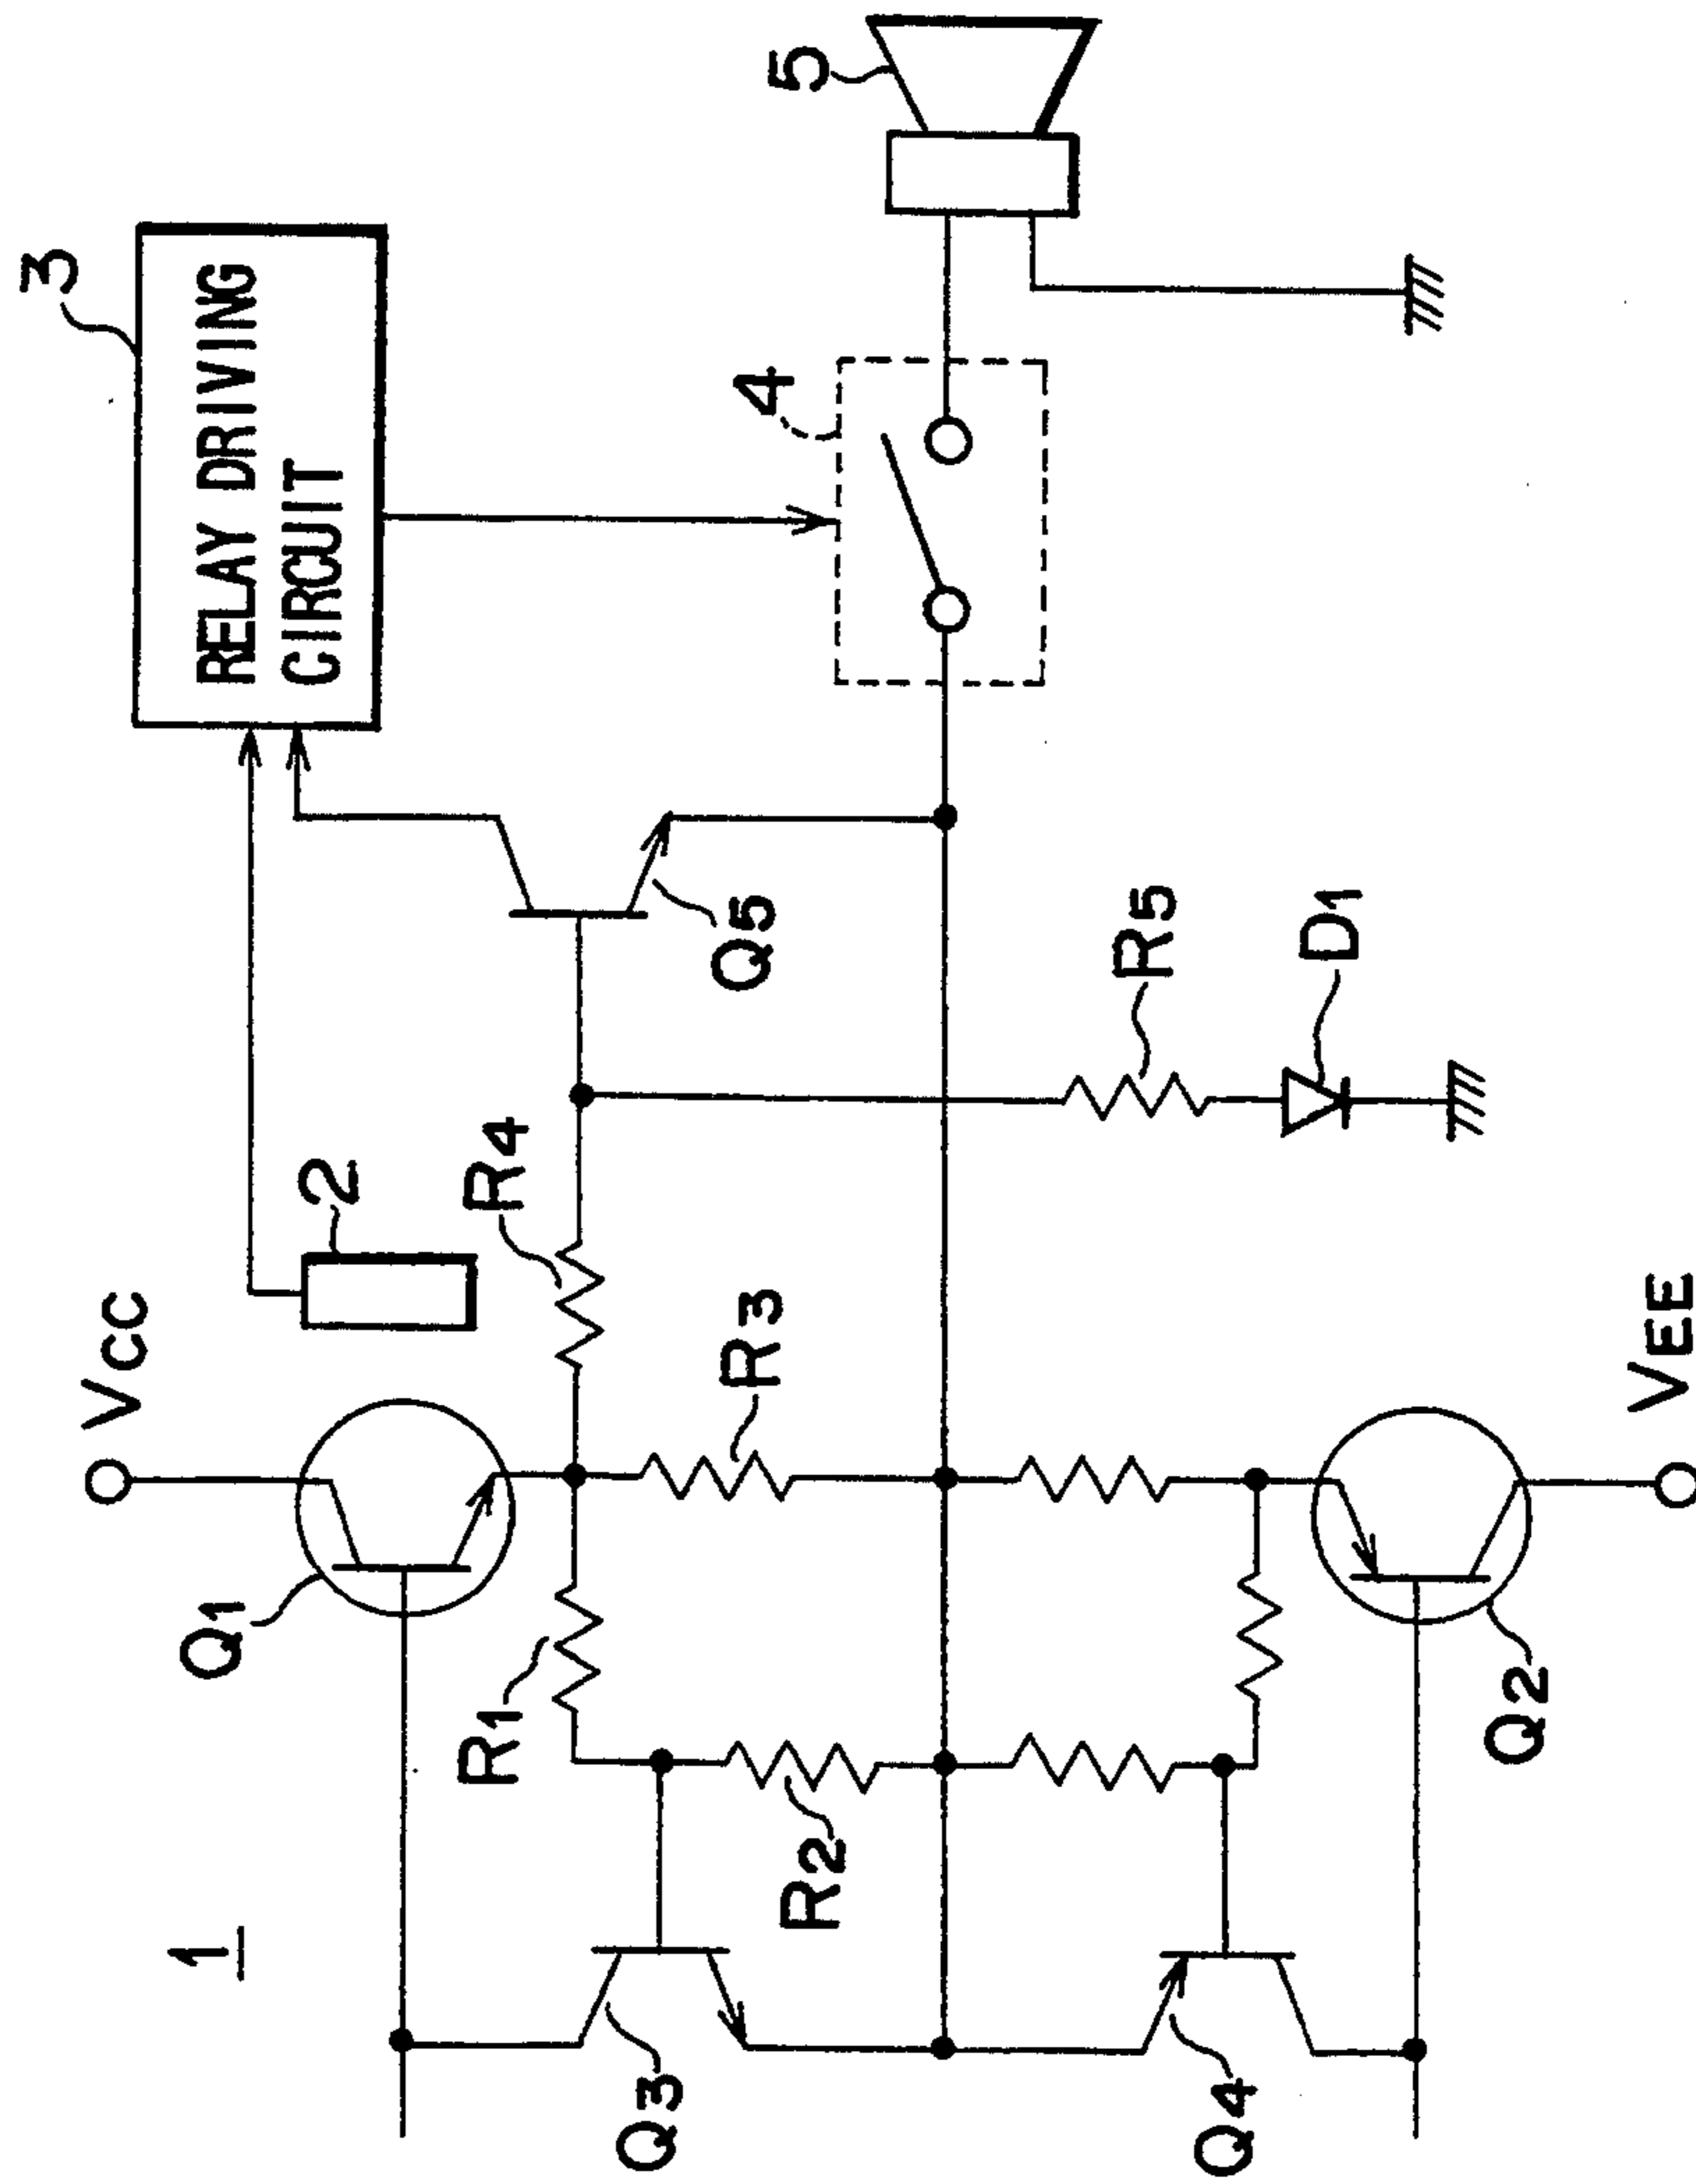 1
Q1
VCC
2
3
RELAY DRIVING
CIRCUIT
R1
R4
Q3
R2
R3
Q5
4
5
Q4
Q2
VEE
R5
D1